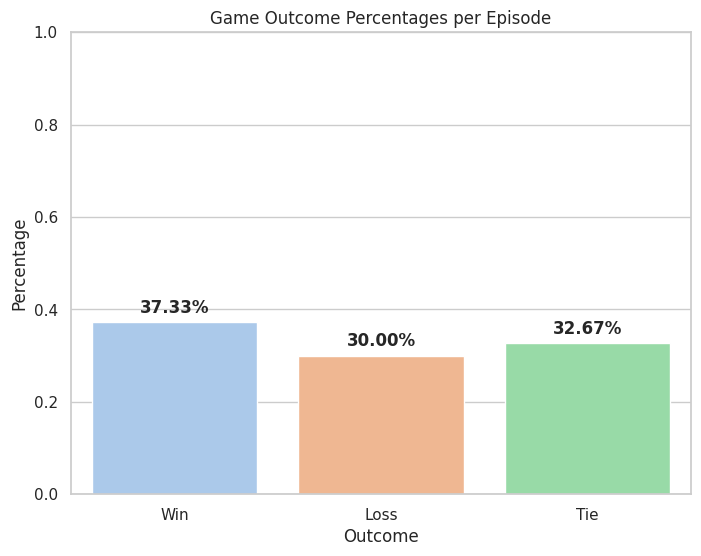 Game Outcome Percentages per Episode
1.0
0.8
0.6
0.4
0.2
0.0
Percentage
37.33%
30.00%
32.67%
Win
Loss
Tie
Outcome